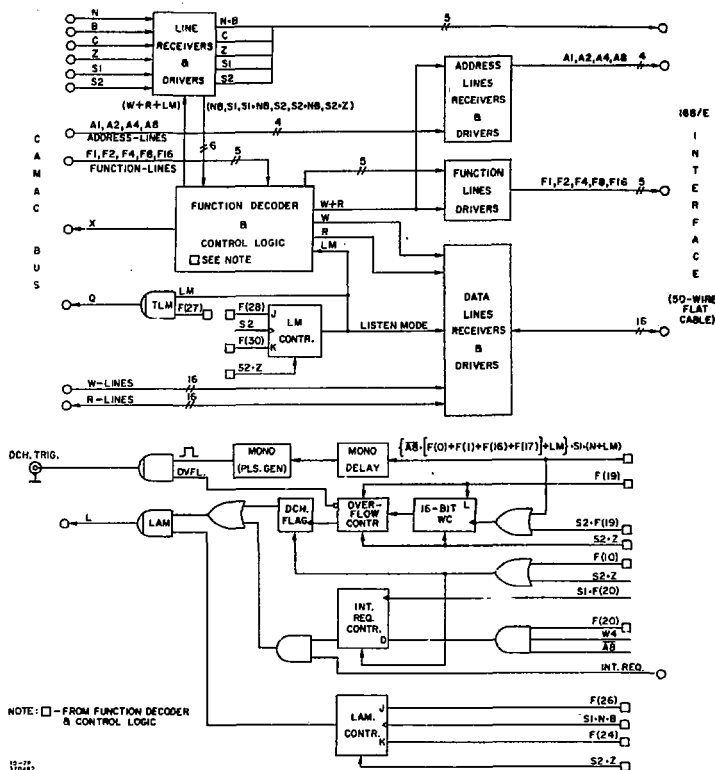 N
B
C
Z
S1
S2
LINE
RECEIVERS
&
DRIVERS
N·B
C
Z
S1
S2
5
(W+R+LM)
(NB, S1, S1·NB, S2, S2·NB, S2·Z)
6
ADDRESS
LINES
RECEIVERS
&
DRIVERS
A1, A2, A4, A8
4
168/E
INTERFACE
(50-WIRE
FLAT
CABLE)
CAMAC BUS
A1, A2, A4, A8
ADDRESS-LINES
4
F1, F2, F4, F8, F16
FUNCTION-LINES
5
5
FUNCTION
LINES
DRIVERS
F1, F2, F4, F8, F16
5
FUNCTION DECODER
&
CONTROL LOGIC
SEE NOTE
W+R
W
R
LM
X
Q
TLM
LM
F(27)
F(28)
S2
F(30)
S2·Z
J
K
LM
CONTR.
LISTEN MODE
DATA
LINES
RECEIVERS
&
DRIVERS
16
W-LINES
16
R-LINES
16
DCH. TRIG.
OVFL.
MONO
(PLS. GEN)
MONO
DELAY
{A8·[F(0)+F(1)+F(16)+F(17)]+LM}·S1·(N+LM)
F(19)
L
LAM
DCH.
FLAG
OVER-
FLOW
CONTR
16-BIT
WC
L
S2·F(19)
S2·Z
F(10)
S2·Z
S1·F(20)
INT.
REQ.
CONTR.
D
F(20)
W4
A8
INT. REQ.
LAM.
CONTR.
J
K
F(26)
S1·N·B
F(24)
S2·Z
NOTE: □ - FROM FUNCTION DECODER
& CONTROL LOGIC